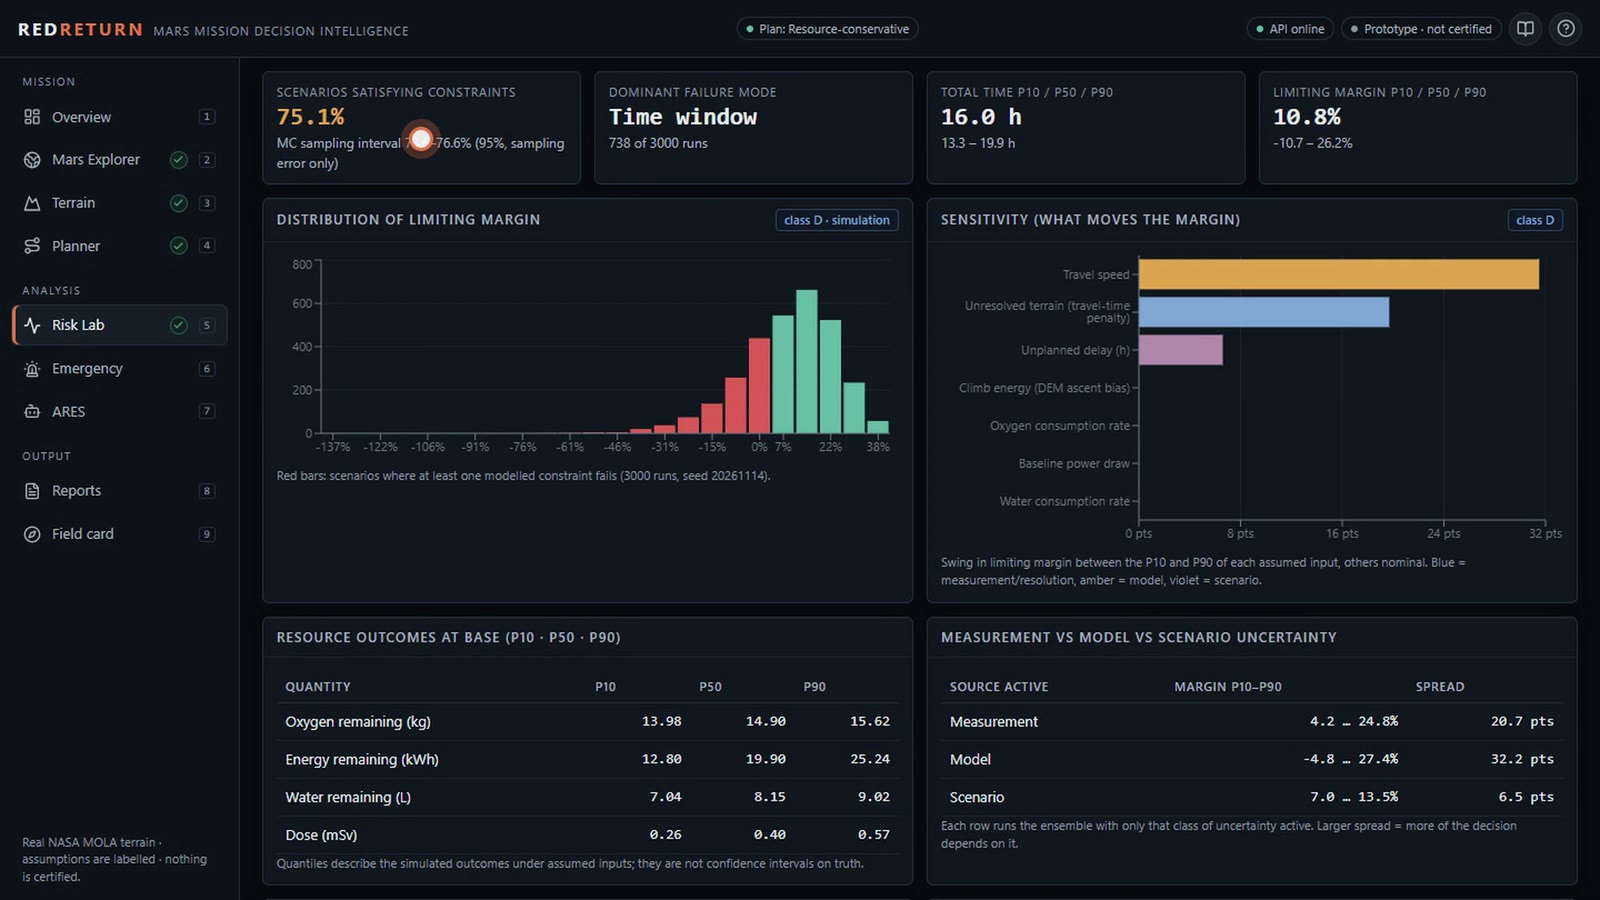 REDRETURN MARS MISSION DECISION INTELLIGENCE
Plan: Resource-conservative
API online
Prototype · not certified
MISSION
Overview 1
Mars Explorer 2
Terrain 3
Planner 4
ANALYSIS
Risk Lab 5
Emergency 6
ARES 7
OUTPUT
Reports 8
Field card 9
Real NASA MOLA terrain ·
assumptions are labelled · nothing
is certified.
SCENARIOS SATISFYING CONSTRAINTS
75.1%
MC sampling interval 76.6% (95%, sampling
error only)
DOMINANT FAILURE MODE
Time window
738 of 3000 runs
TOTAL TIME P10 / P50 / P90
16.0 h
13.3 – 19.9 h
LIMITING MARGIN P10 / P50 / P90
10.8%
-10.7 – 26.2%
DISTRIBUTION OF LIMITING MARGIN
class D · simulation
800
600
400
200
0
-137% -122% -106% -91% -76% -61% -46% -31% -15% 0% 7% 22% 38%
Red bars: scenarios where at least one modelled constraint fails (3000 runs, seed 20261114).
SENSITIVITY (WHAT MOVES THE MARGIN)
class D
Travel speed
Unresolved terrain (travel-time
penalty)
Unplanned delay (h)
Climb energy (DEM ascent bias)
Oxygen consumption rate
Baseline power draw
Water consumption rate
0 pts 8 pts 16 pts 24 pts 32 pts
Swing in limiting margin between the P10 and P90 of each assumed input, others nominal. Blue =
measurement/resolution, amber = model, violet = scenario.
RESOURCE OUTCOMES AT BASE (P10 · P50 · P90)
QUANTITY P10 P50 P90
Oxygen remaining (kg) 13.98 14.90 15.62
Energy remaining (kWh) 12.80 19.90 25.24
Water remaining (L) 7.04 8.15 9.02
Dose (mSv) 0.26 0.40 0.57
Quantiles describe the simulated outcomes under assumed inputs; they are not confidence intervals on truth.
MEASUREMENT VS MODEL VS SCENARIO UNCERTAINTY
SOURCE ACTIVE MARGIN P10–P90 SPREAD
Measurement 4.2 … 24.8% 20.7 pts
Model -4.8 … 27.4% 32.2 pts
Scenario 7.0 … 13.5% 6.5 pts
Each row runs the ensemble with only that class of uncertainty active. Larger spread = more of the decision
depends on it.